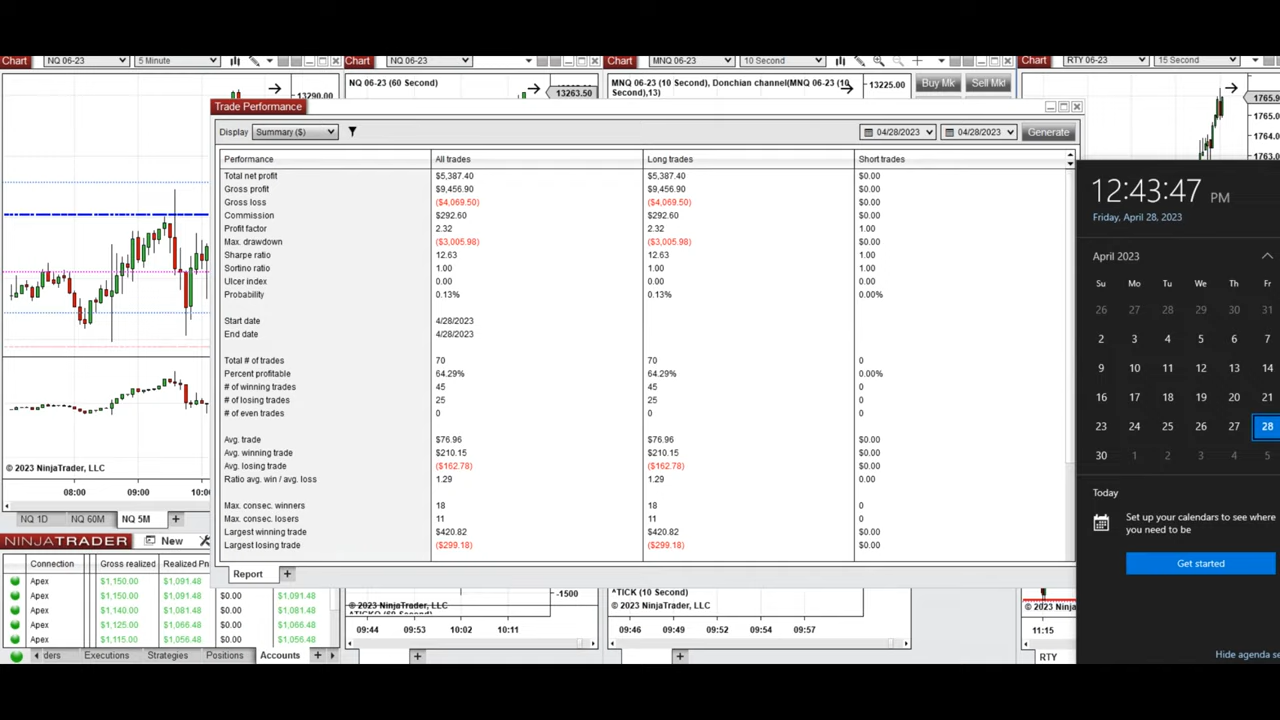 Chart NQ 06-23 5 Minute
Chart NQ 06-23
MNQ 06-23 10 Second
Chart RTY 06-23 15 Second
13290.00
NQ 06-23 (60 Second)
13263.50
MNQ 06-23 (10 Second), Donchian channel(MNQ 06-23 (10
Second),13)
13225.00
Buy Mk Sell Mkt
1765.9
1765.0
1764.0
1763.0
Trade Performance
Display Summary ($) 04/28/2023 04/28/2023 Generate
Performance All trades Long trades Short trades
Total net profit $5,387.40 $5,387.40 $0.00
Gross profit $9,456.90 $9,456.90 $0.00
Gross loss ($4,069.50) ($4,069.50) $0.00
Commission $292.60 $292.60 $0.00
Profit factor 2.32 2.32 1.00
Max. drawdown ($3,005.98) ($3,005.98) $0.00
Sharpe ratio 12.63 12.63 1.00
Sortino ratio 1.00 1.00 1.00
Ulcer index 0.00 0.00 0.00
Probability 0.13% 0.13% 0.00%
Start date 4/28/2023
End date 4/28/2023
Total # of trades 70 70 0
Percent profitable 64.29% 64.29% 0.00%
# of winning trades 45 45 0
# of losing trades 25 25 0
# of even trades 0 0 0
Avg. trade $76.96 $76.96 $0.00
Avg. winning trade $210.15 $210.15 $0.00
Avg. losing trade ($162.78) ($162.78) $0.00
Ratio avg. win / avg. loss 1.29 1.29 0.00
Max. consec. winners 18 18 0
Max. consec. losers 11 11 0
Largest winning trade $420.82 $420.82 $0.00
Largest losing trade ($299.18) ($299.18) $0.00
Report +
12:43:47 PM
Friday, April 28, 2023
April 2023
Su Mo Tu We Th Fr
26 27 28 29 30 31
2 3 4 5 6 7
9 10 11 12 13 14
16 17 18 19 20 21
23 24 25 26 27 28
30 1 2 3 4 5
Today
Set up your calendars to see where
you need to be
Get started
Hide agenda se
© 2023 NinjaTrader, LLC
08:00 09:00 10:00
NQ 1D NQ 60M NQ 5M +
NINJATRADER New
Connection Gross realized Realized Pn
Apex $1,150.00 $1,091.48 $0.00 $1,091.48
Apex $1,150.00 $1,091.48 $0.00 $1,091.48
Apex $1,140.00 $1,081.48 $0.00 $1,081.48
Apex $1,125.00 $1,066.48 $0.00 $1,066.48
Apex $1,115.00 $1,056.48 $0.00 $1,056.48
ders Executions Strategies Positions Accounts +
© 2023 NinjaTrader, LLC
-1500
09:44 09:53 10:02 10:11
+
^TICK (10 Second)
© 2023 NinjaTrader, LLC
09:46 09:49 09:52 09:54 09:57
+
© 2023 Ninja
11:15
RTY